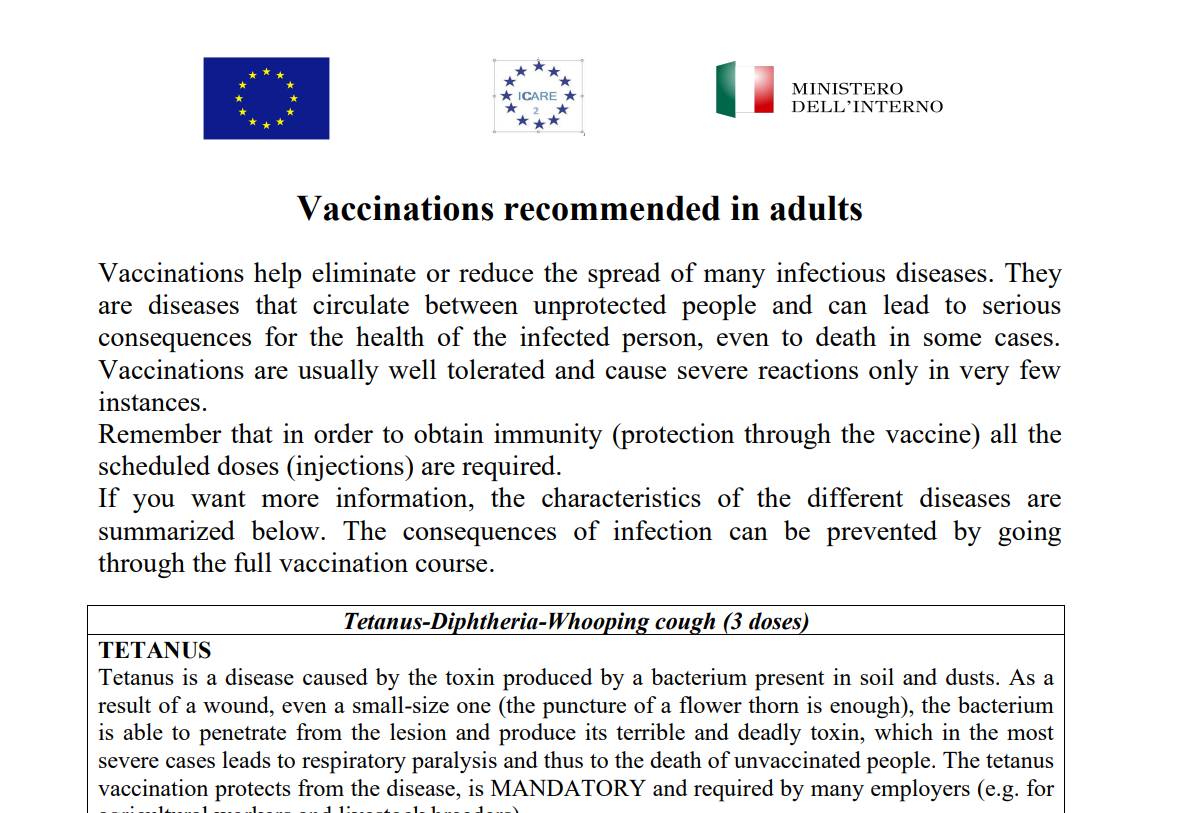 ICARE
2
MINISTERO
DELL'INTERNO
Vaccinations recommended in adults
Vaccinations help eliminate or reduce the spread of many infectious diseases. They
are diseases that circulate between unprotected people and can lead to serious
consequences for the health of the infected person, even to death in some cases.
Vaccinations are usually well tolerated and cause severe reactions only in very few
instances.
Remember that in order to obtain immunity (protection through the vaccine) all the
scheduled doses (injections) are required.
If you want more information, the characteristics of the different diseases are
summarized below. The consequences of infection can be prevented by going
through the full vaccination course.
Tetanus-Diphtheria-Whooping cough (3 doses)
TETANUS
Tetanus is a disease caused by the toxin produced by a bacterium present in soil and dusts. As a
result of a wound, even a small-size one (the puncture of a flower thorn is enough), the bacterium
is able to penetrate from the lesion and produce its terrible and deadly toxin, which in the most
severe cases leads to respiratory paralysis and thus to the death of unvaccinated people. The tetanus
vaccination protects from the disease, is MANDATORY and required by many employers (e.g. for
agricultural workers and livestock breeders)